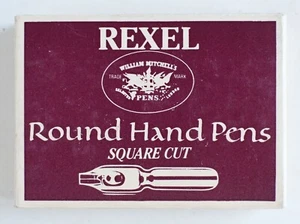 REXEL
WILLIAM MITCHELL'S
TRADE MARK
PENS
Round Hand Pens
SQUARE CUT